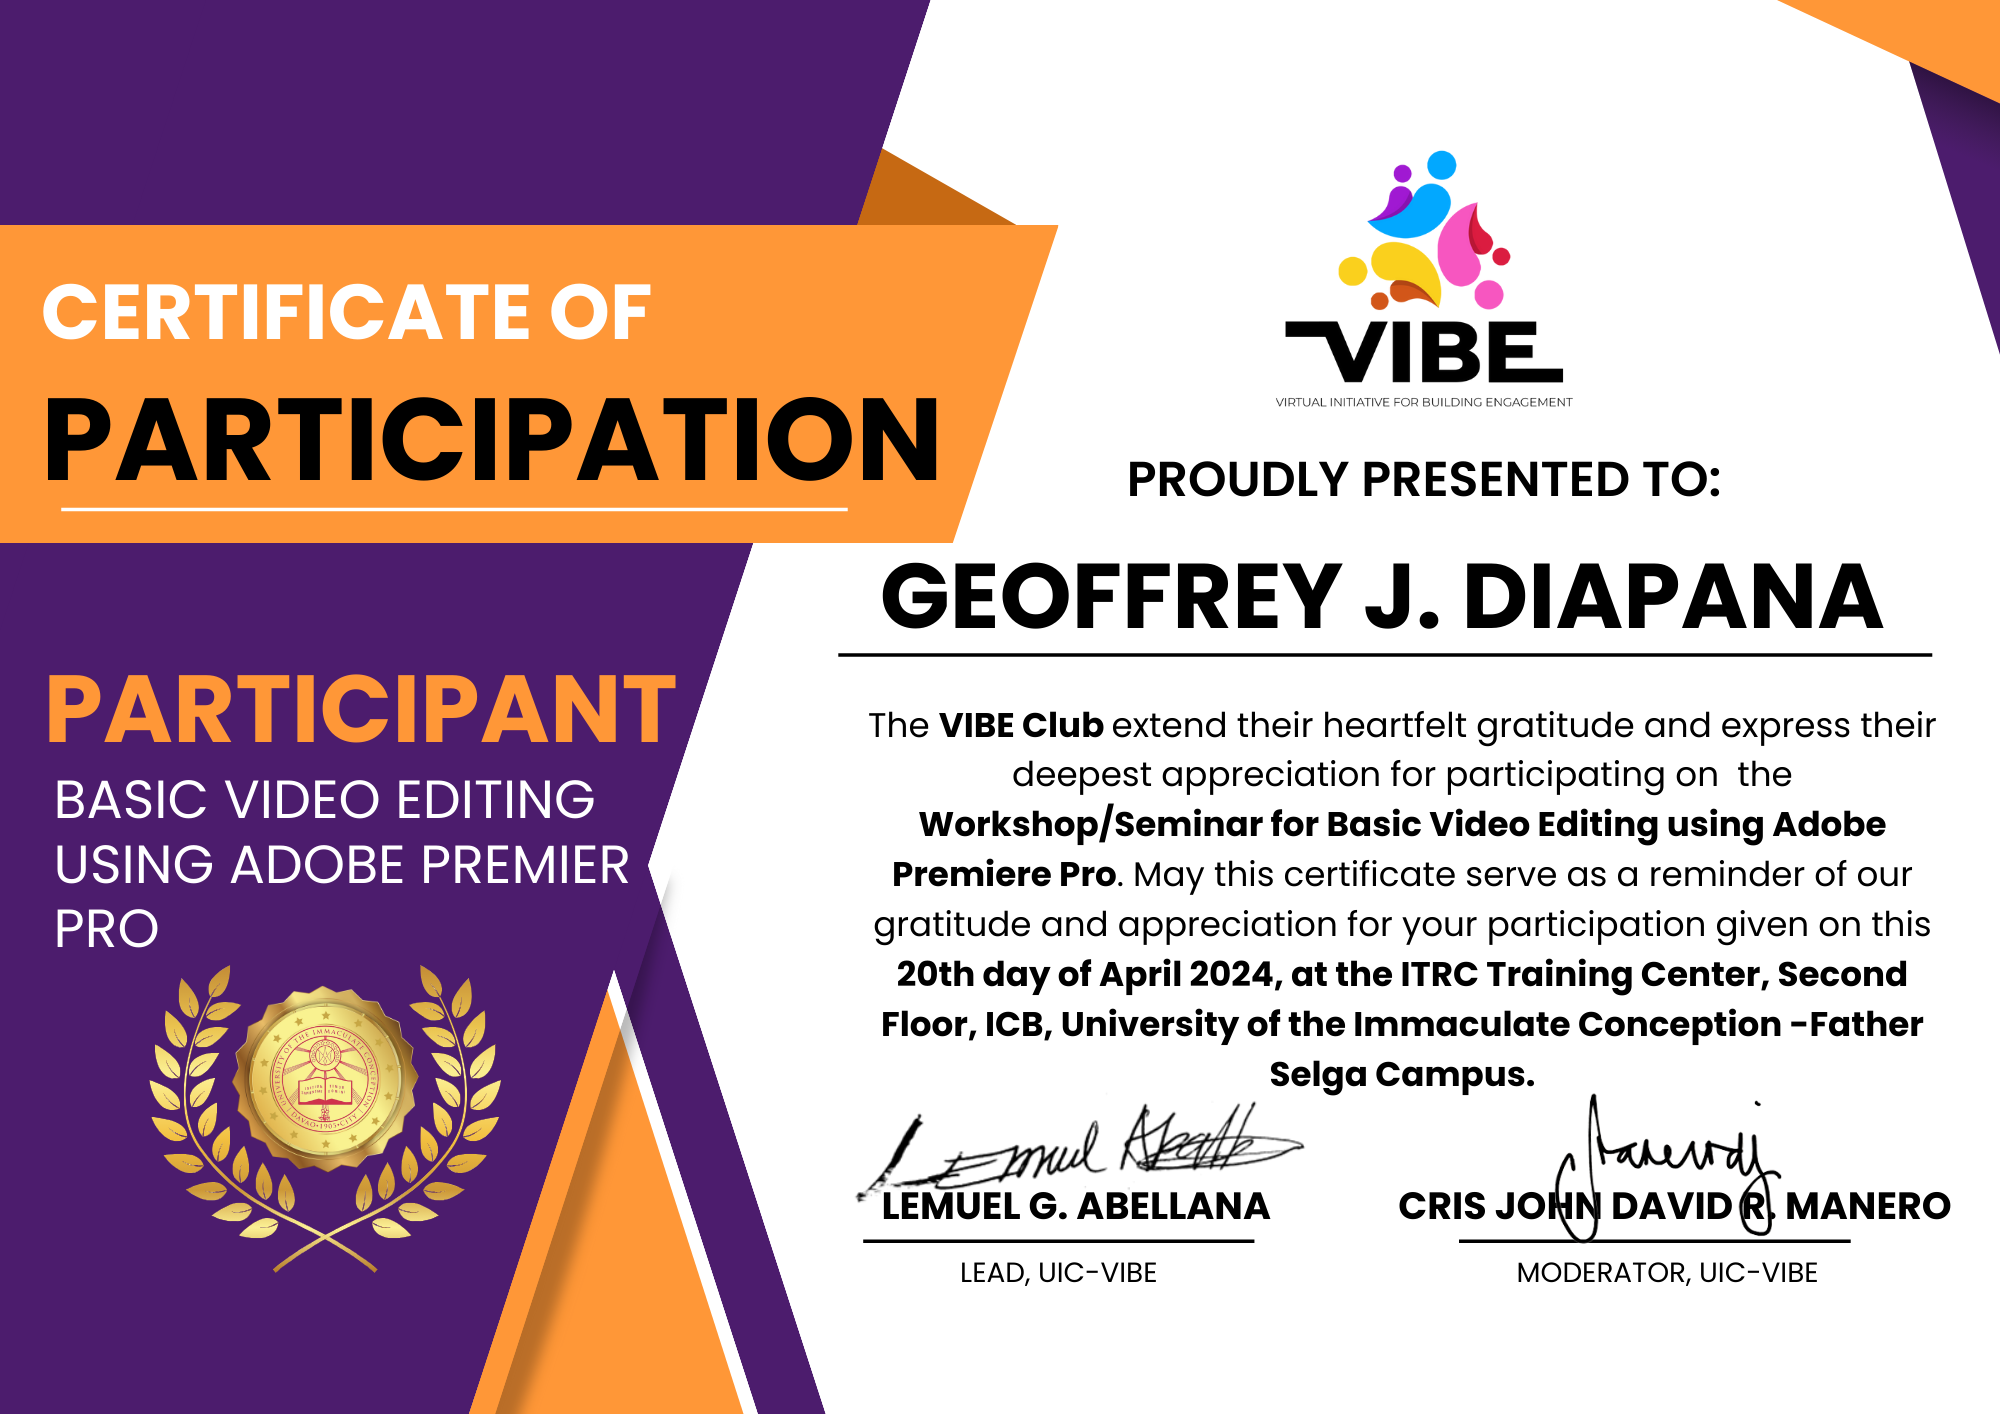 CERTIFICATE OF
PARTICIPATION
PARTICIPANT
BASIC VIDEO EDITING
USING ADOBE PREMIER
PRO
UNIVERSITY OF THE IMMACULATE CONCEPTION
DAVAO • 1905 • CITY
VIBE
VIRTUAL INITIATIVE FOR BUILDING ENGAGEMENT
PROUDLY PRESENTED TO:
GEOFFREY J. DIAPANA
The VIBE Club extend their heartfelt gratitude and express their
deepest appreciation for participating on  the
Workshop/Seminar for Basic Video Editing using Adobe
Premiere Pro. May this certificate serve as a reminder of our
gratitude and appreciation for your participation given on this
20th day of April 2024, at the ITRC Training Center, Second
Floor, ICB, University of the Immaculate Conception -Father
Selga Campus.
LEMUEL G. ABELLANA
LEAD, UIC-VIBE
CRIS JOHN DAVID R. MANERO
MODERATOR, UIC-VIBE